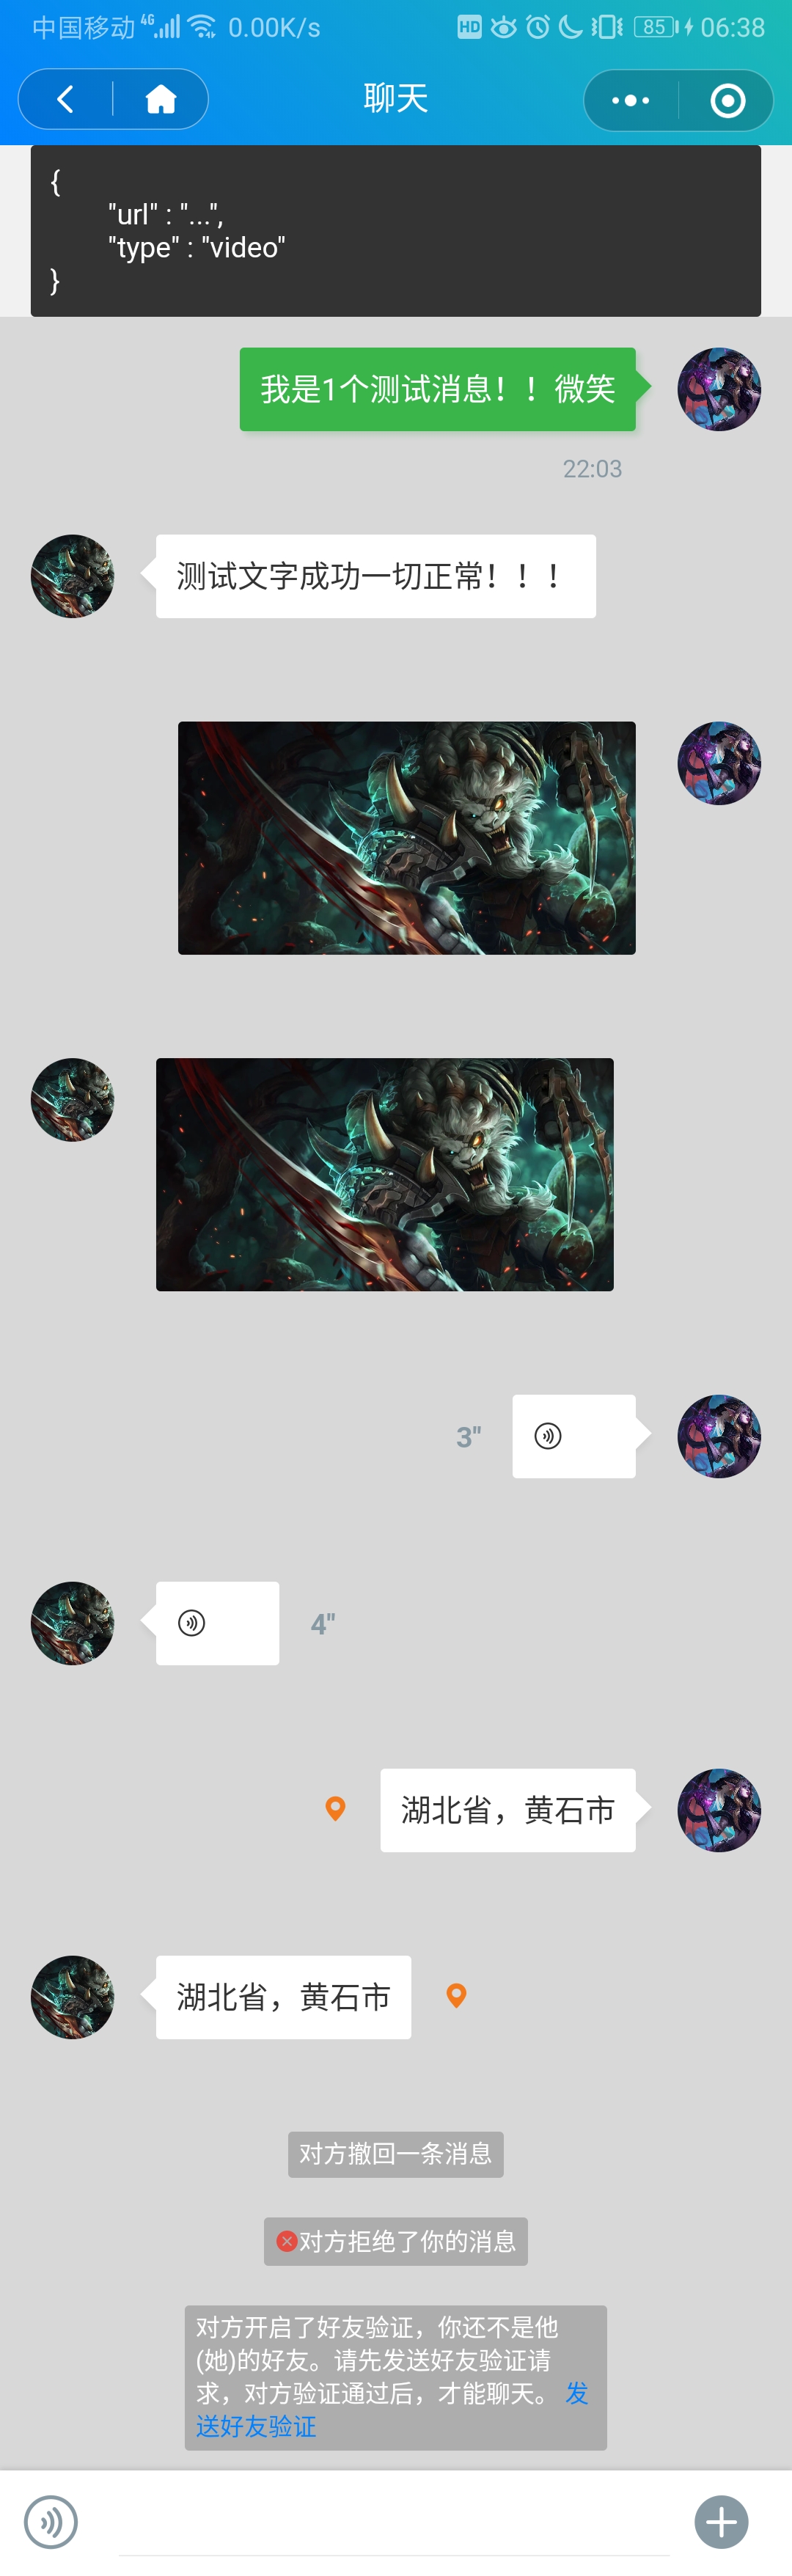 中国移动 4G 0.00K/s HD 85 06:38
聊天
{
"url" : "...",
"type" : "video"
}
我是1个测试消息！！微笑
22:03
测试文字成功一切正常！！！
3"
4"
湖北省，黄石市
湖北省，黄石市
对方撤回一条消息
对方拒绝了你的消息
对方开启了好友验证，你还不是他
(她)的好友。请先发送好友验证请
求，对方验证通过后，才能聊天。 发
送好友验证